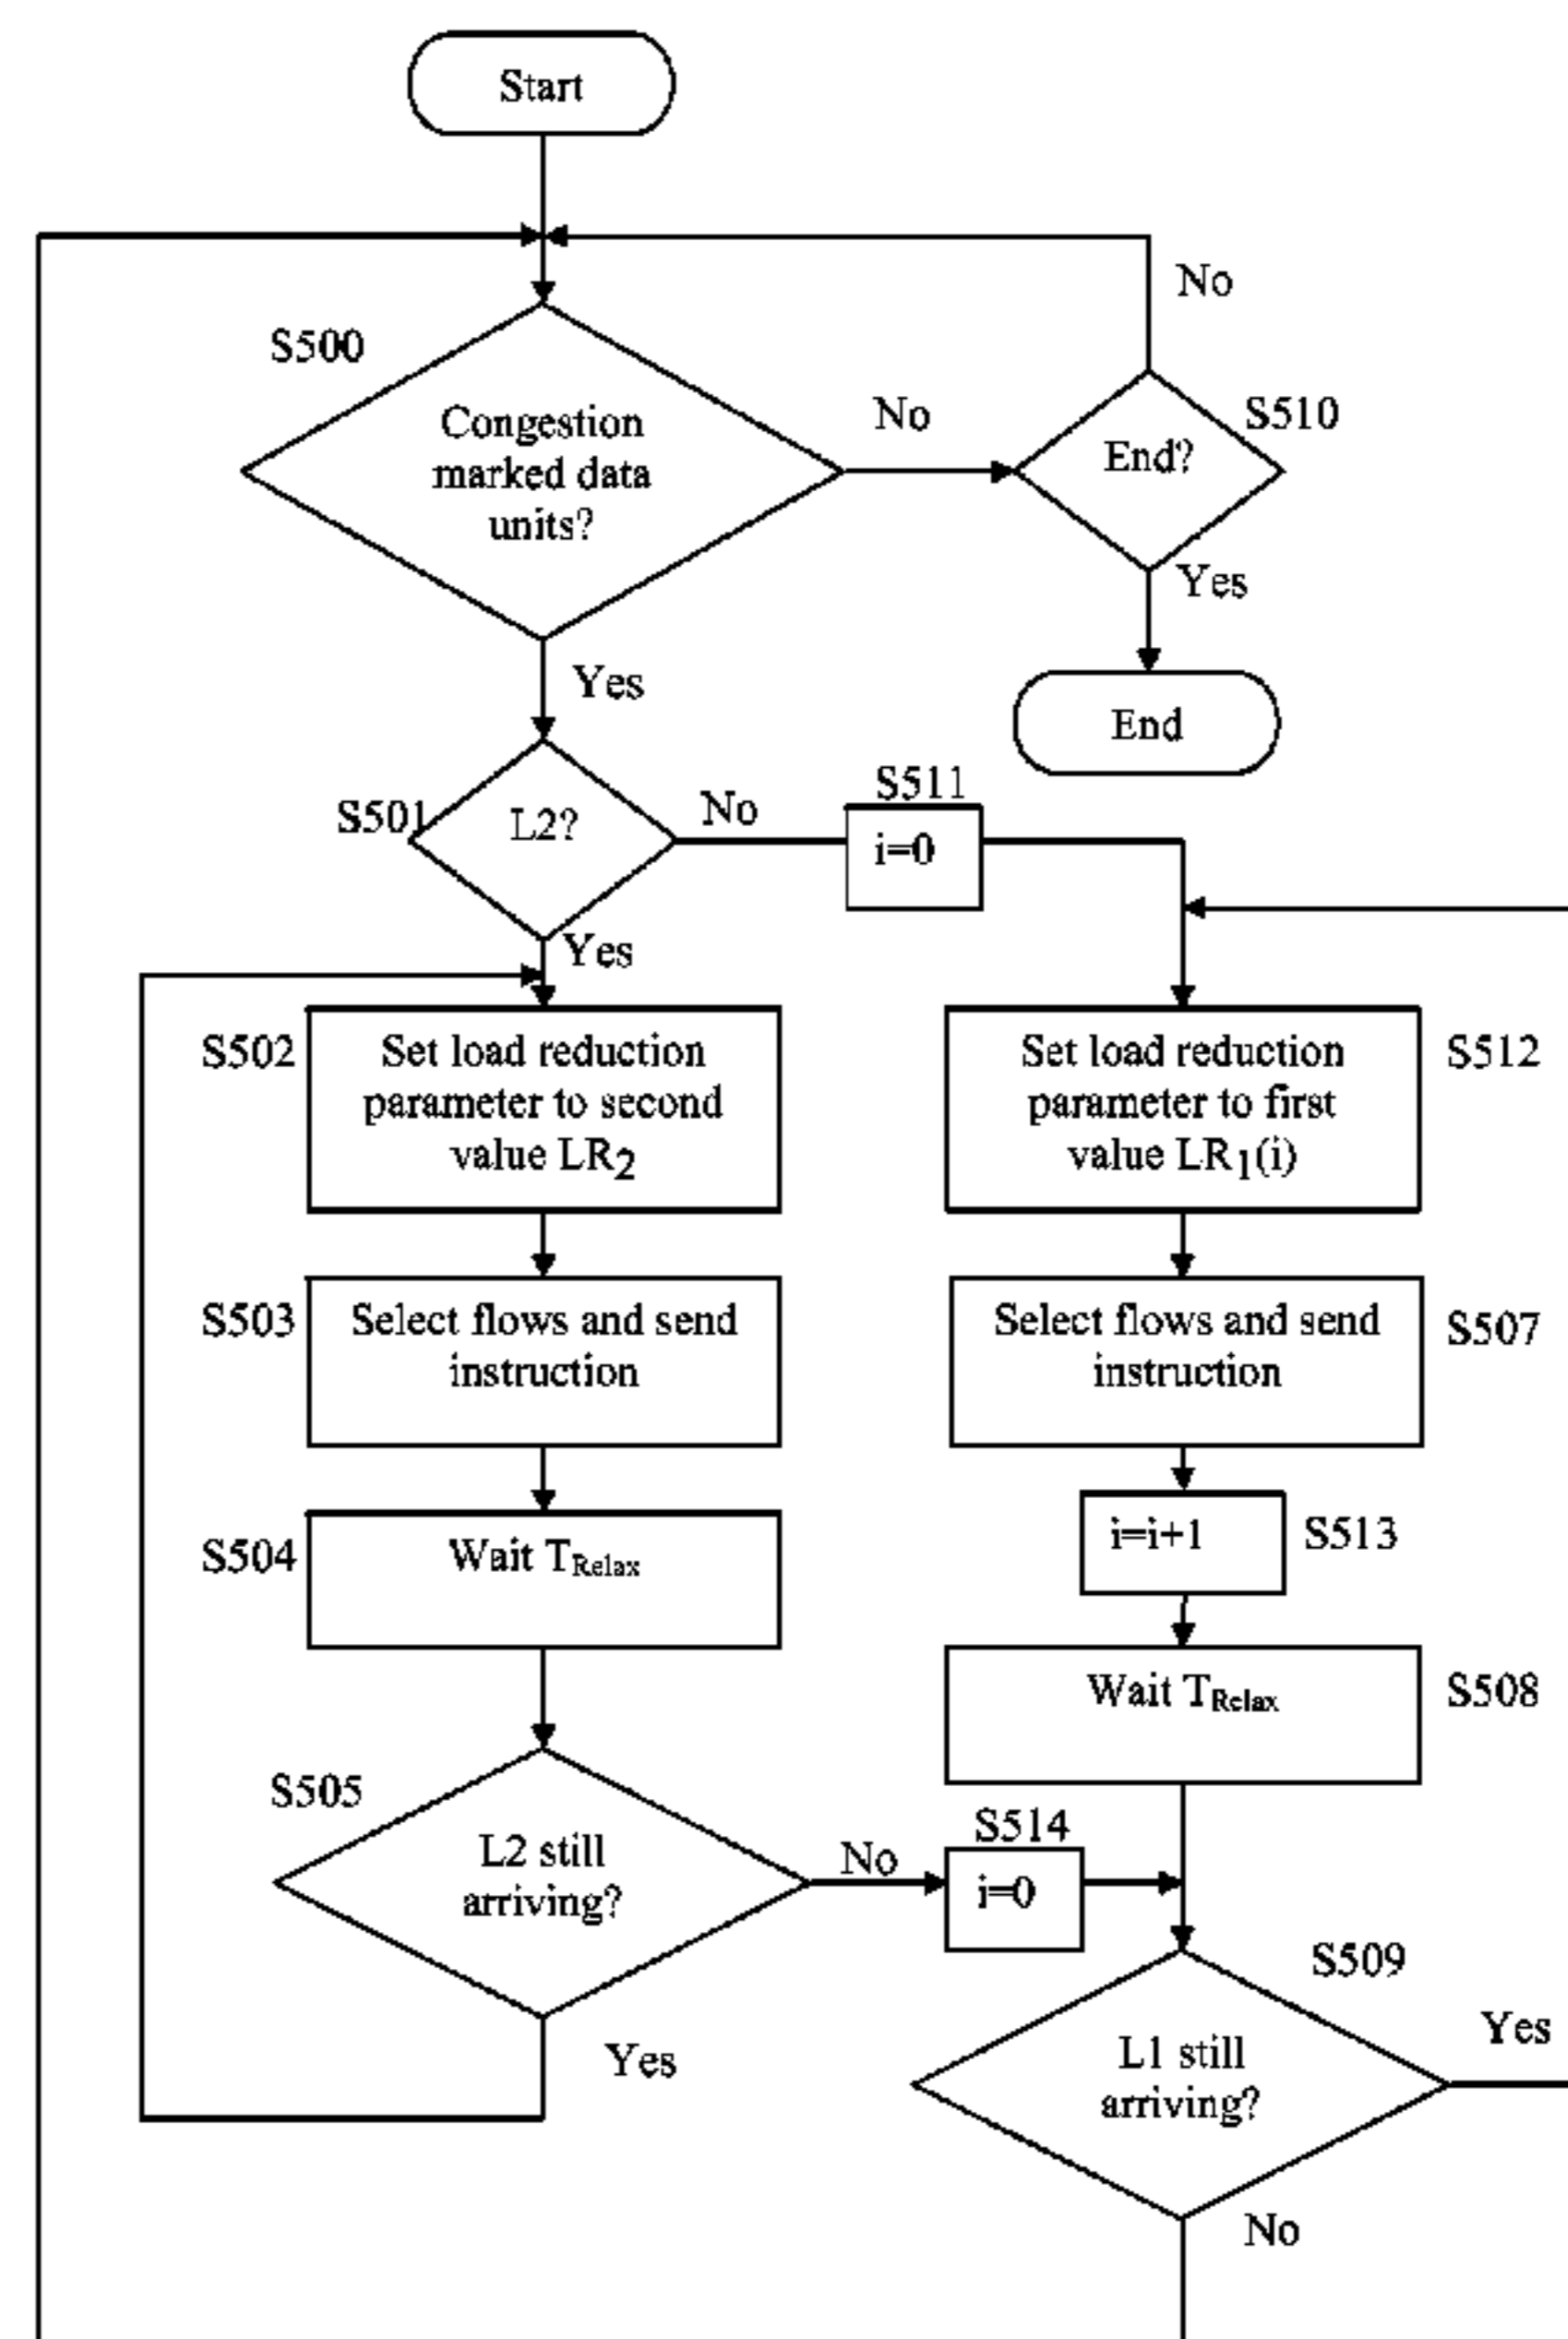 Start
No
S500
Congestion
marked data
units?
No
S510
End?
Yes
Yes
End
S501
L2?
No
S511
i=0
Yes
S502
Set load reduction
parameter to second
value LR2
Set load reduction
parameter to first
value LR1(i)
S512
S503
Select flows and send
instruction
Select flows and send
instruction
S507
i=i+1
S513
S504
Wait TRelax
Wait TRelax
S508
S505
L2 still
arriving?
No
S514
i=0
S509
Yes
L1 still
arriving?
Yes
No